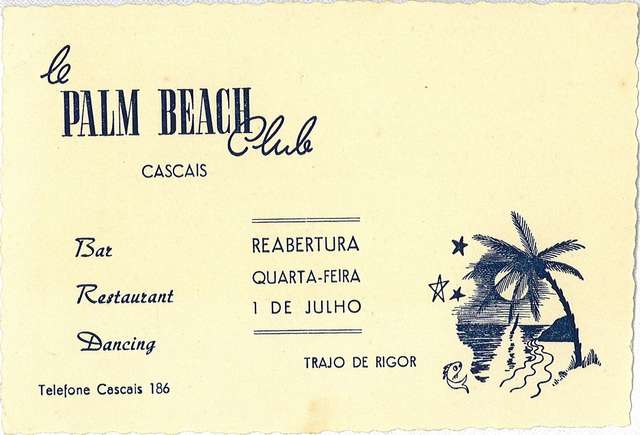 le
PALM BEACH
Club
CASCAIS
Bar
Restaurant
Dancing
Telefone Cascais 186
REABERTURA
QUARTA-FEIRA
1 DE JULHO
TRAJO DE RIGOR